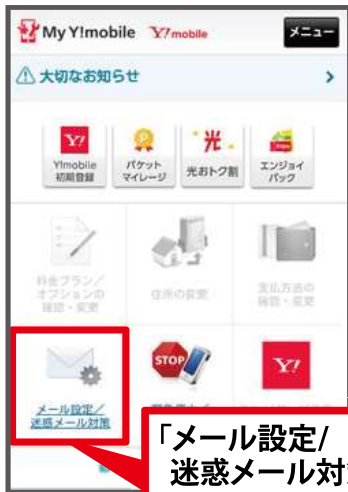 My Y!mobile Y!mobile メニュー
大切なお知らせ
Y!
Y!mobile
初期登録
パケット
マイレージ
光
光おトク割
エンジョイ
パック
料金プラン/
オプションの
確認・変更
住所の変更
支払方法の
確認・変更
メール設定/
迷惑メール対策
STOP
Y!
「メール設定/
迷惑メール対